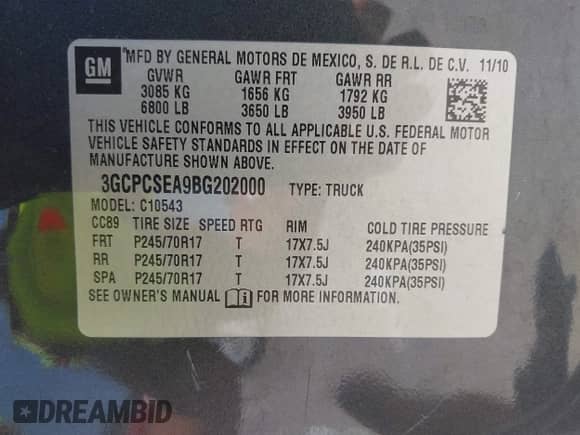 GM
*MFD BY GENERAL MOTORS DE MEXICO, S. DE R.L. DE C.V. 11/10
GVWR GAWR FRT GAWR RR
3085 KG 1656 KG 1792 KG
6800 LB 3650 LB 3950 LB
THIS VEHICLE CONFORMS TO ALL APPLICABLE U.S. FEDERAL MOTOR
VEHICLE SAFETY STANDARDS IN EFFECT ON THE DATE OF
MANUFACTURE SHOWN ABOVE.
3GCPCSEA9BG202000 TYPE: TRUCK
MODEL: C10543
CC89 TIRE SIZE SPEED RTG RIM COLD TIRE PRESSURE
FRT P245/70R17 T 17X7.5J 240KPA(35PSI)
RR P245/70R17 T 17X7.5J 240KPA(35PSI)
SPA P245/70R17 T 17X7.5J 240KPA(35PSI)
SEE OWNER'S MANUAL FOR MORE INFORMATION.
DREAMBID